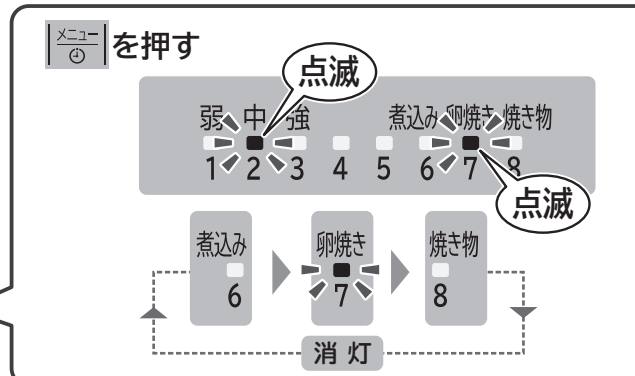 メニュー を押す
点滅
弱 中 強 煮込み 卵焼き 焼き物
1 2 3 4 5 6 7 8
点滅
煮込み 卵焼き 焼き物
6 7 8
消灯